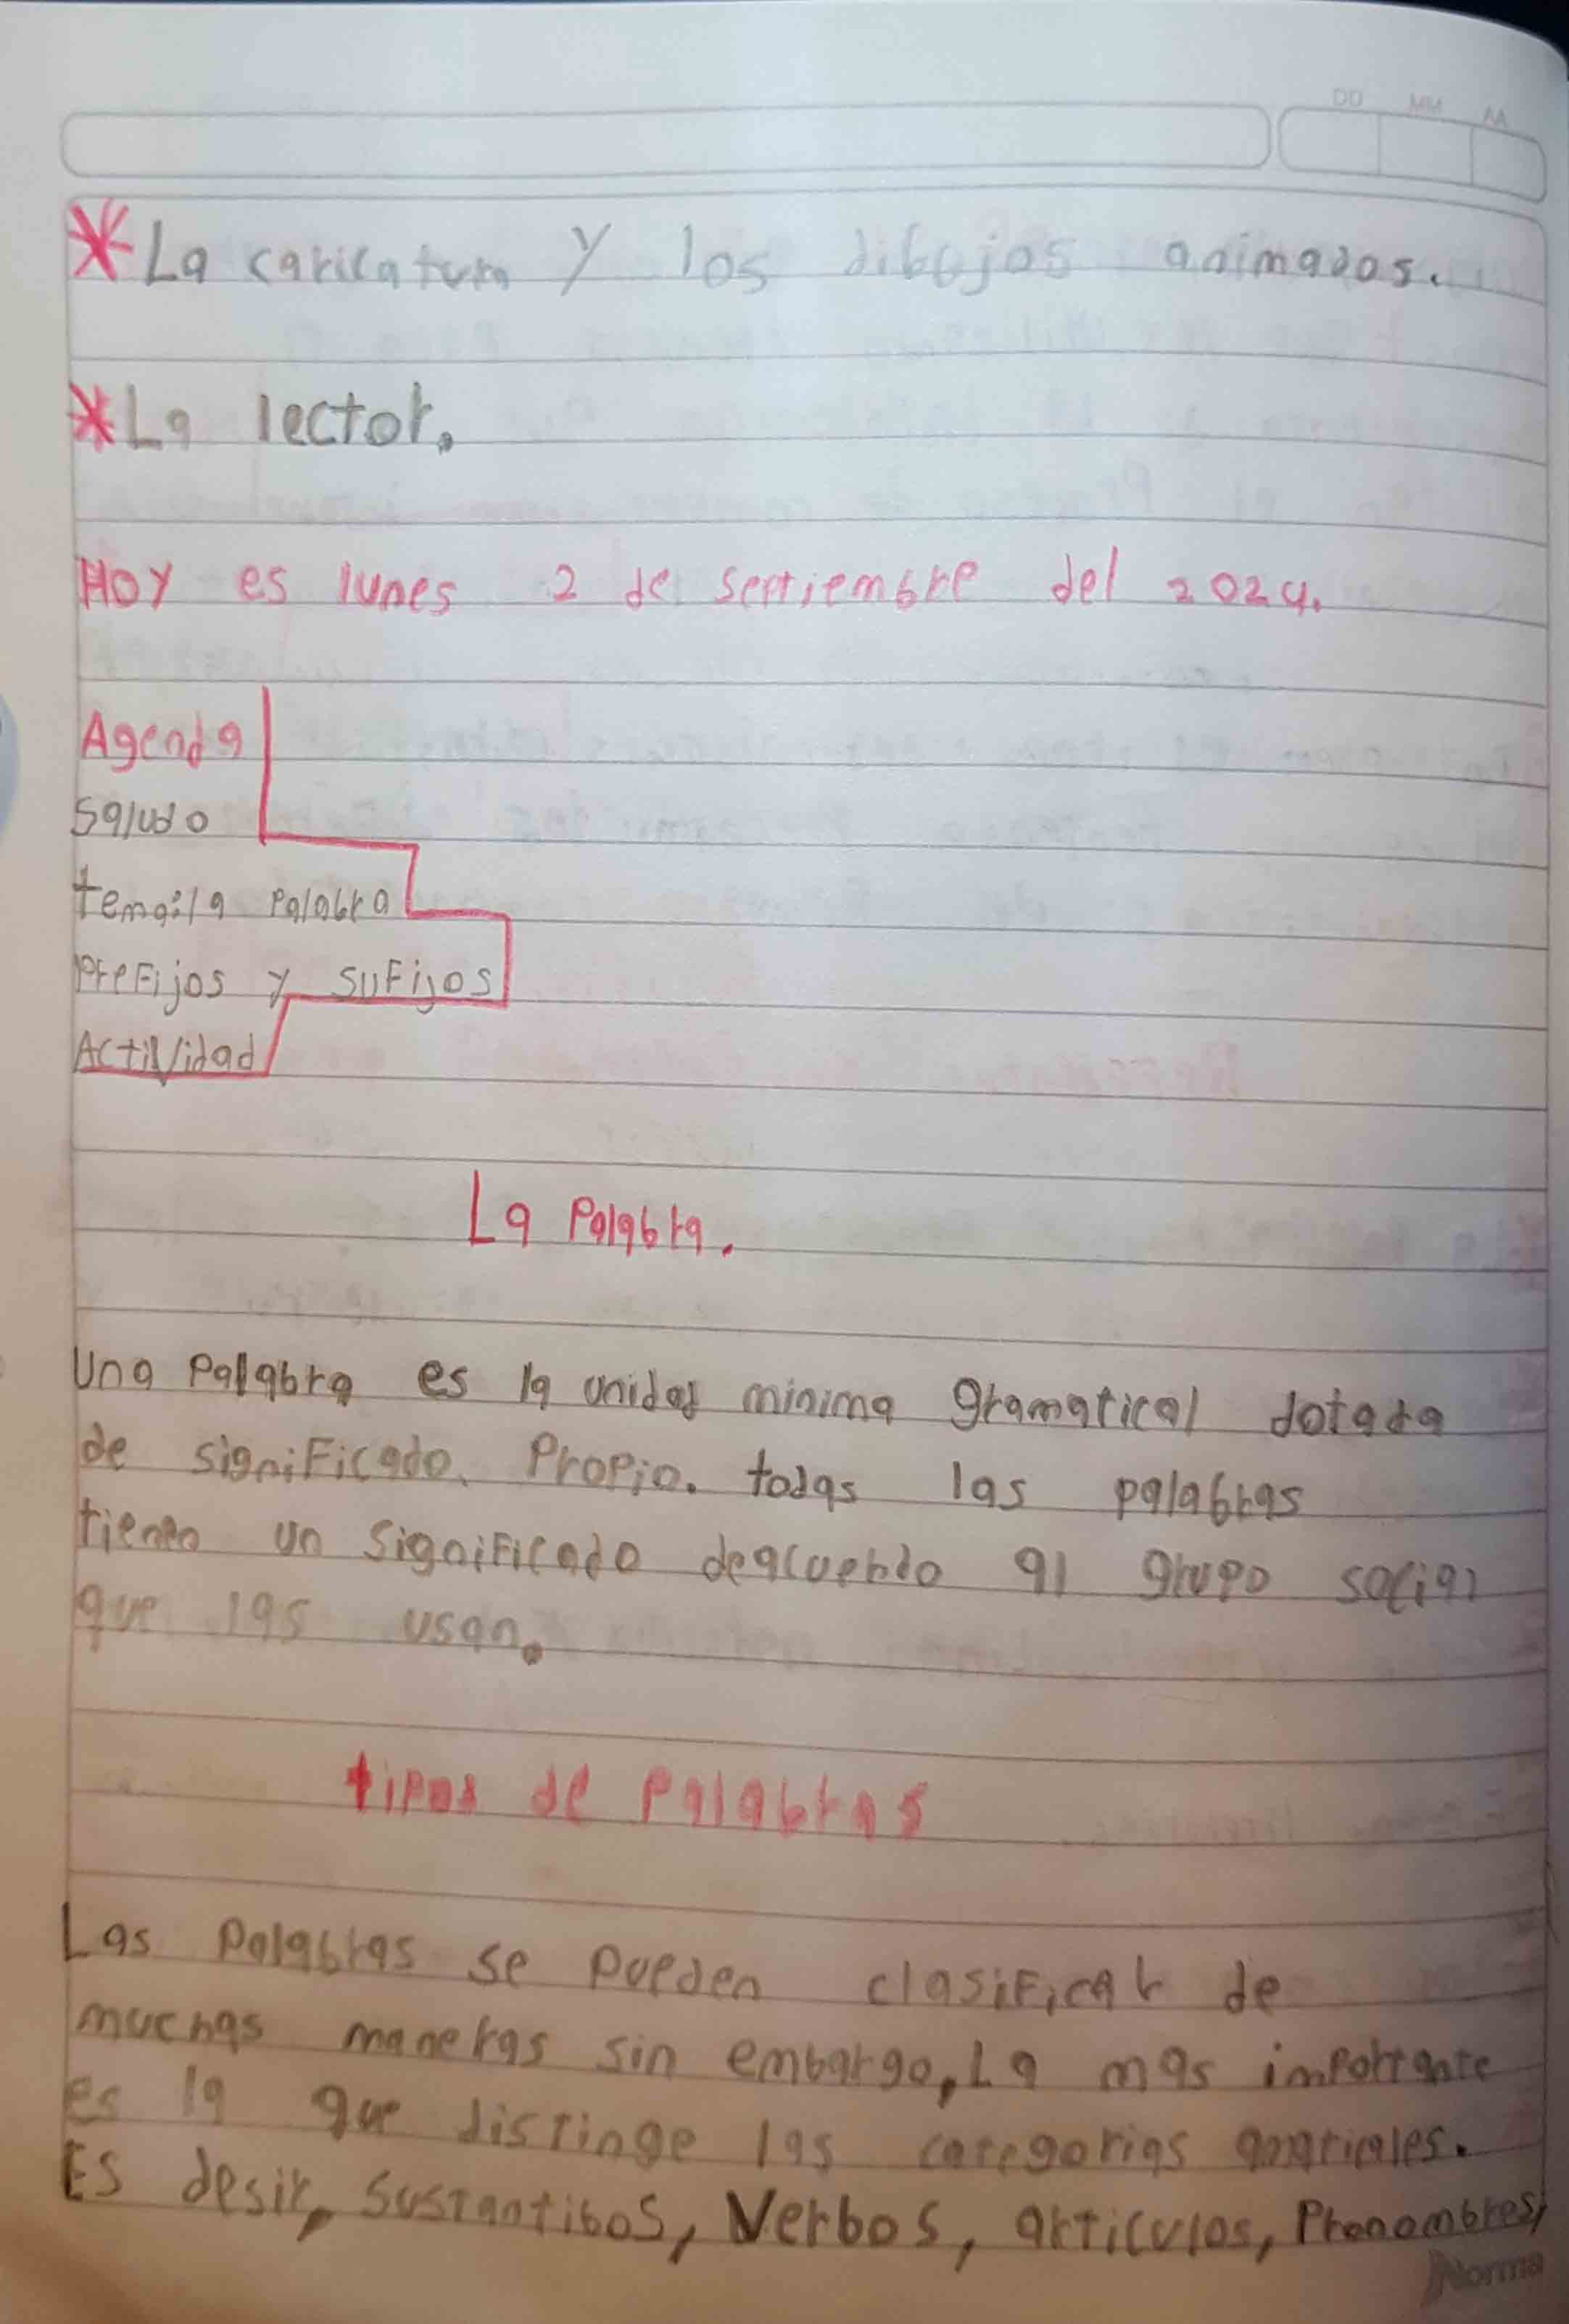 DD MM AA
*La caricatura y los dibujos animados.
*La lector.
Hoy es lunes 2 de septiembre del 2024.
Agenda
Saludo
tema: la palabra
Prefijos y sufijos
Actividad
La Palabra.
Una Palabra es la unidad minima gramatical dotada
de significado Propio. todas las palabras
tienen un significado deacuerdo al grupo social
que las usan.
tipos de Palabras
Las Palabras se pueden clasificar de
muchas maneras sin embargo, La mas importante
es la que distinge las categorias
Es desir, sustantibos, Verbos, articulos, Pronombres,
Norma